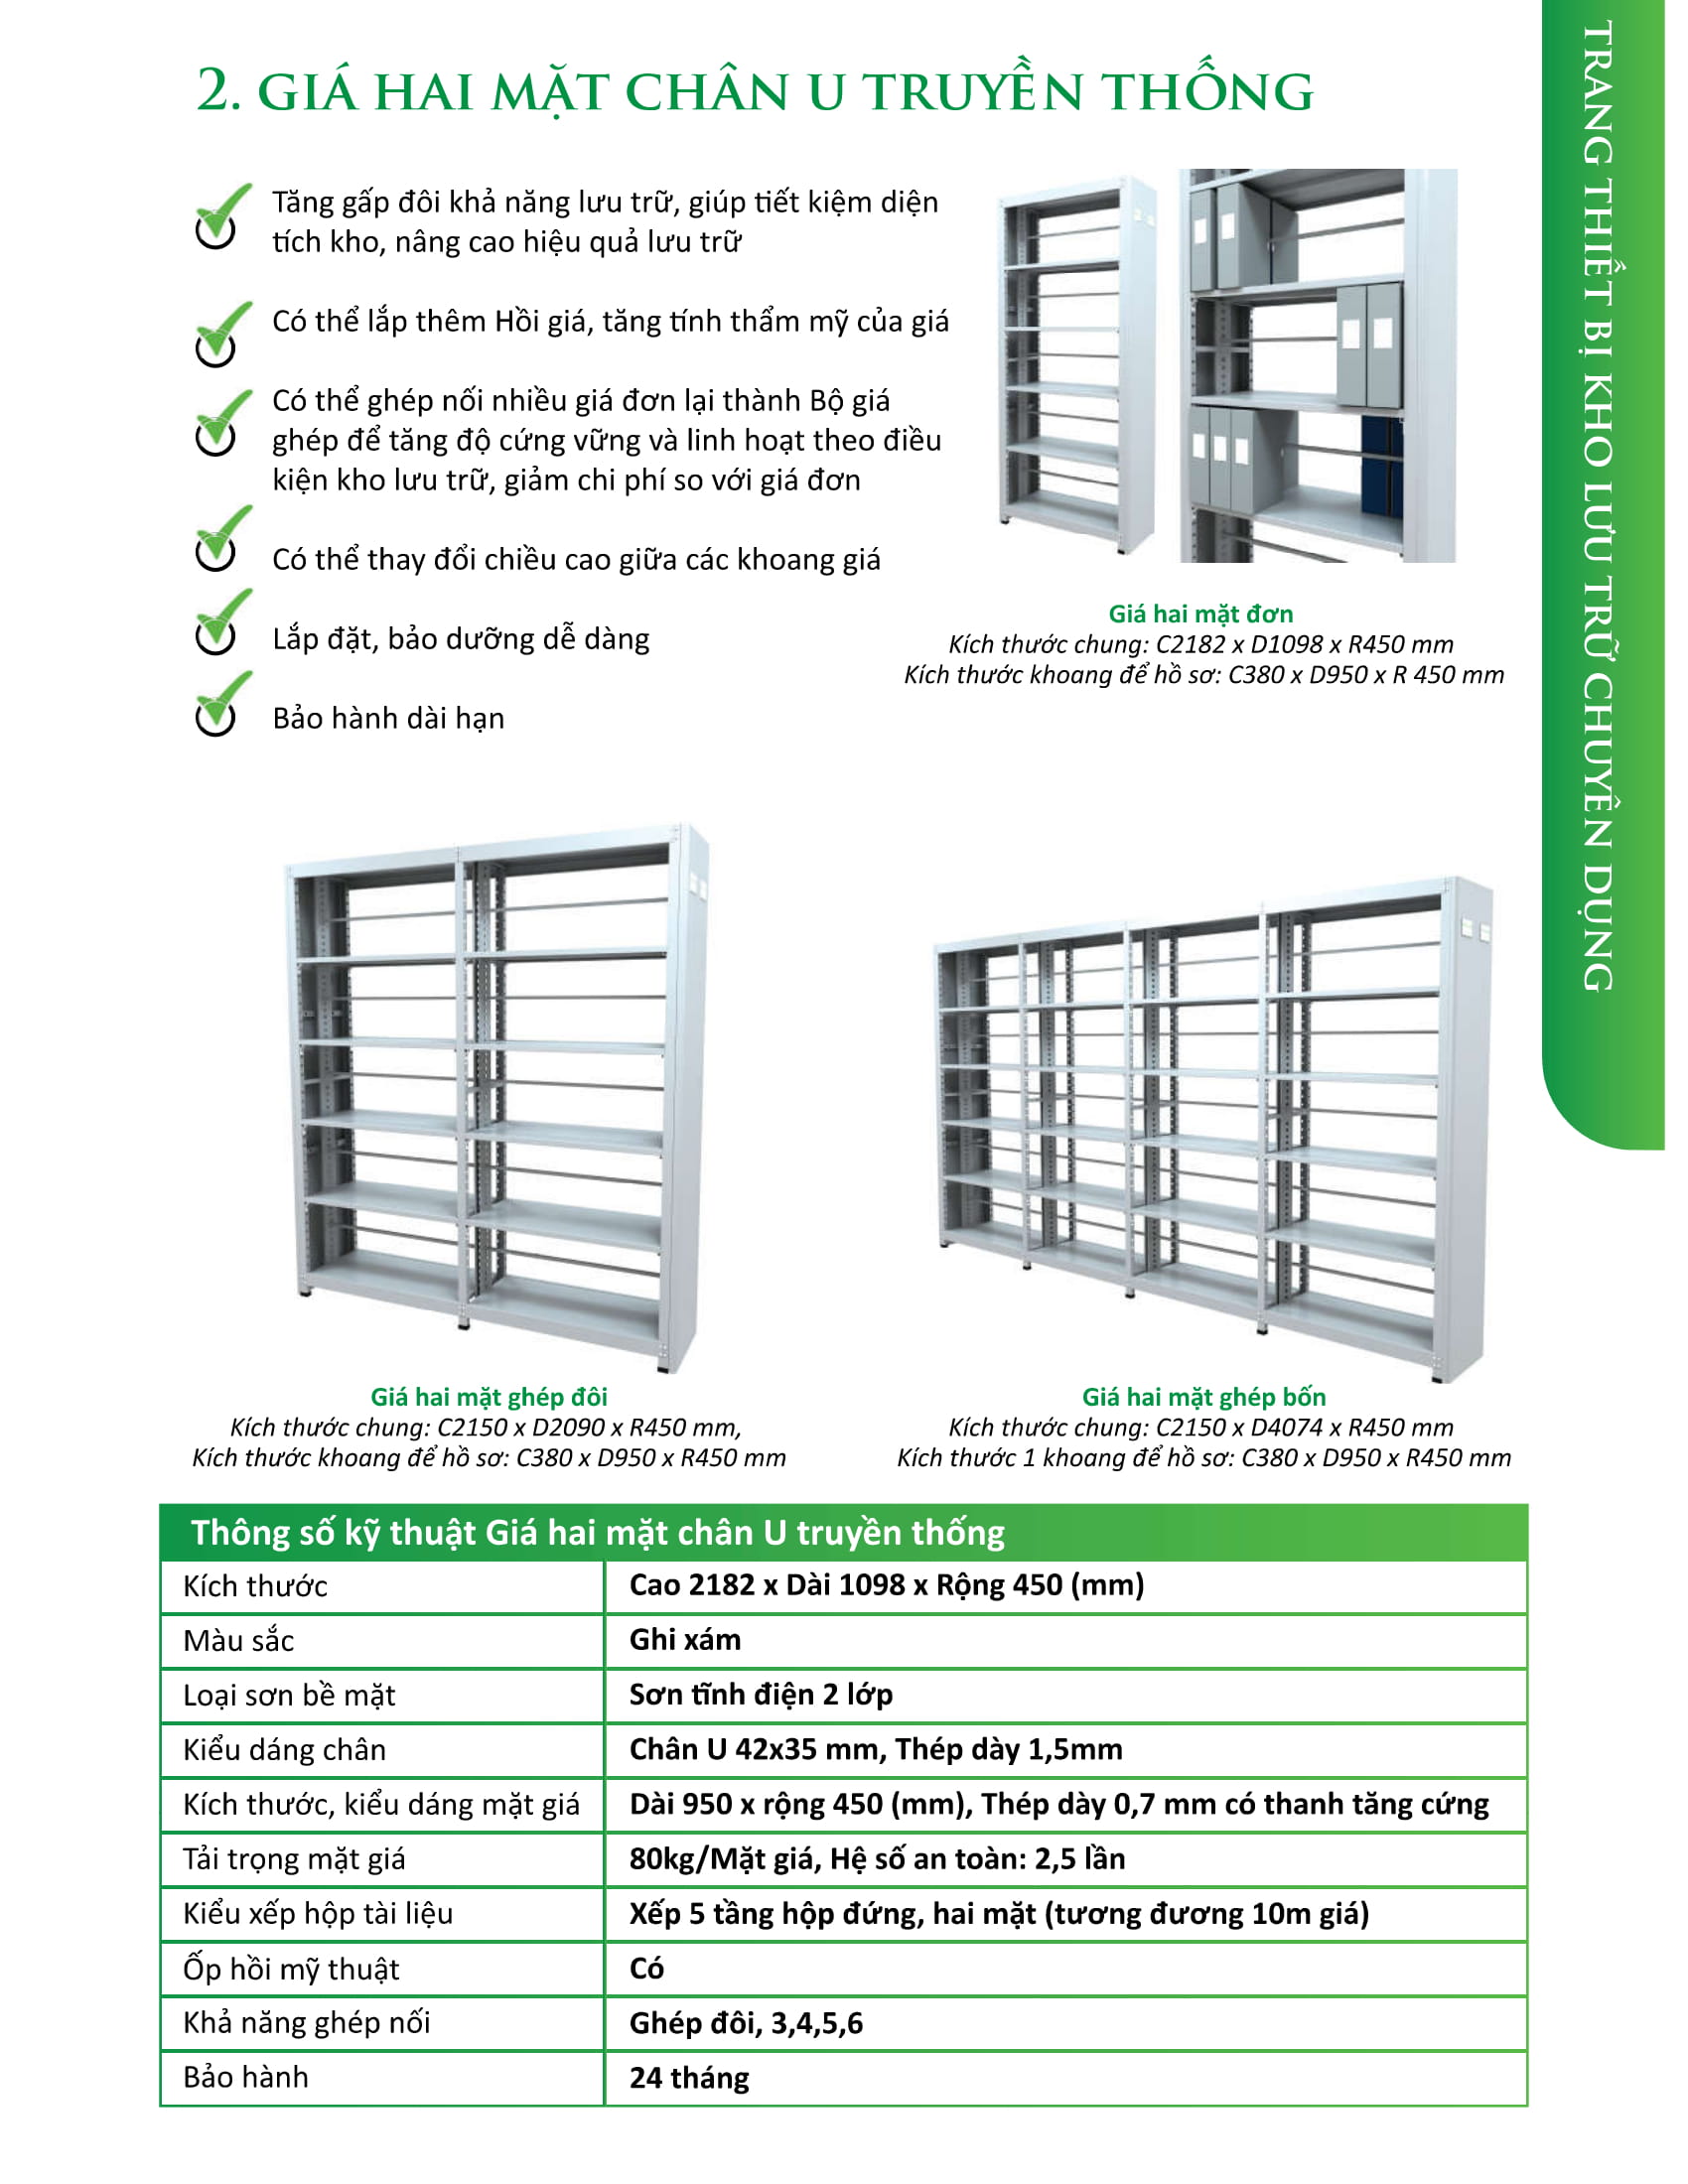 2. GIÁ HAI MẶT CHÂN U TRUYỀN THỐNG
Tăng gấp đôi khả năng lưu trữ, giúp tiết kiệm diện
tích kho, nâng cao hiệu quả lưu trữ
Có thể lắp thêm Hồi giá, tăng tính thẩm mỹ của giá
Có thể ghép nối nhiều giá đơn lại thành Bộ giá
ghép để tăng độ cứng vững và linh hoạt theo điều
kiện kho lưu trữ, giảm chi phí so với giá đơn
Có thể thay đổi chiều cao giữa các khoang giá
Lắp đặt, bảo dưỡng dễ dàng
Bảo hành dài hạn
Giá hai mặt đơn
Kích thước chung: C2182 x D1098 x R450 mm
Kích thước khoang để hồ sơ: C380 x D950 x R 450 mm
TRANG THIẾT BỊ KHO LƯU TRỮ CHUYÊN DỤNG
Giá hai mặt ghép đôi
Kích thước chung: C2150 x D2090 x R450 mm,
Kích thước khoang để hồ sơ: C380 x D950 x R450 mm
Giá hai mặt ghép bốn
Kích thước chung: C2150 x D4074 x R450 mm
Kích thước 1 khoang để hồ sơ: C380 x D950 x R450 mm
Thông số kỹ thuật Giá hai mặt chân U truyền thống
Kích thước Cao 2182 x Dài 1098 x Rộng 450 (mm)
Màu sắc Ghi xám
Loại sơn bề mặt Sơn tĩnh điện 2 lớp
Kiểu dáng chân Chân U 42x35 mm, Thép dày 1,5mm
Kích thước, kiểu dáng mặt giá Dài 950 x rộng 450 (mm), Thép dày 0,7 mm có thanh tăng cứng
Tải trọng mặt giá 80kg/Mặt giá, Hệ số an toàn: 2,5 lần
Kiểu xếp hộp tài liệu Xếp 5 tầng hộp đứng, hai mặt (tương đương 10m giá)
Ốp hồi mỹ thuật Có
Khả năng ghép nối Ghép đôi, 3,4,5,6
Bảo hành 24 tháng